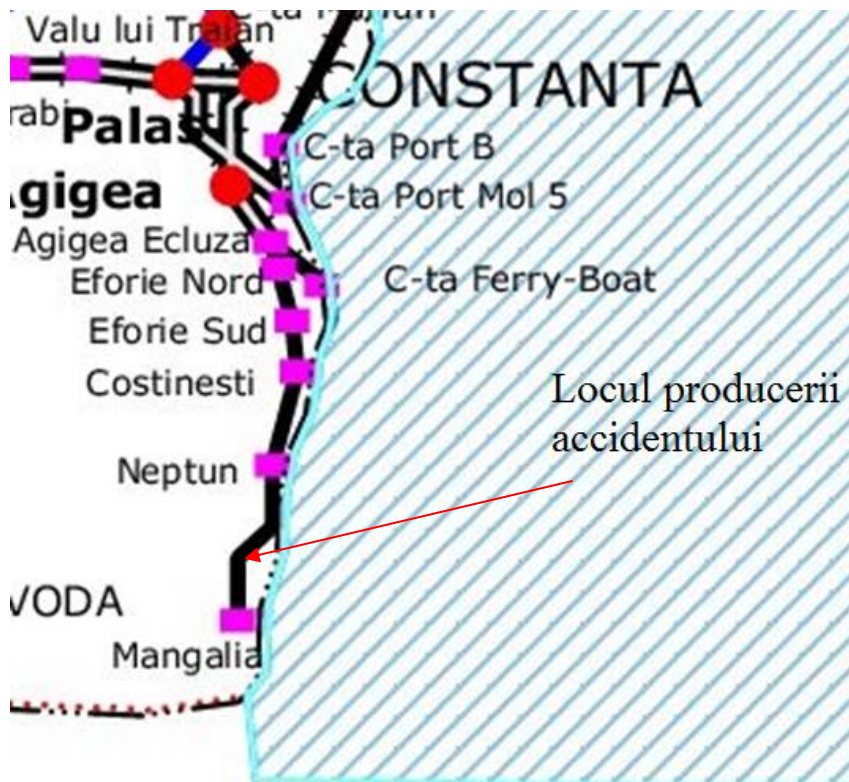 Valu lui Traian
CONSTANTA
Palas
C-ta Port B
C-ta Port Mol 5
Agigea Ecluza
Eforie Nord
C-ta Ferry-Boat
Eforie Sud
Costinesti
Locul producerii
accidentului
Neptun
VODA
Mangalia